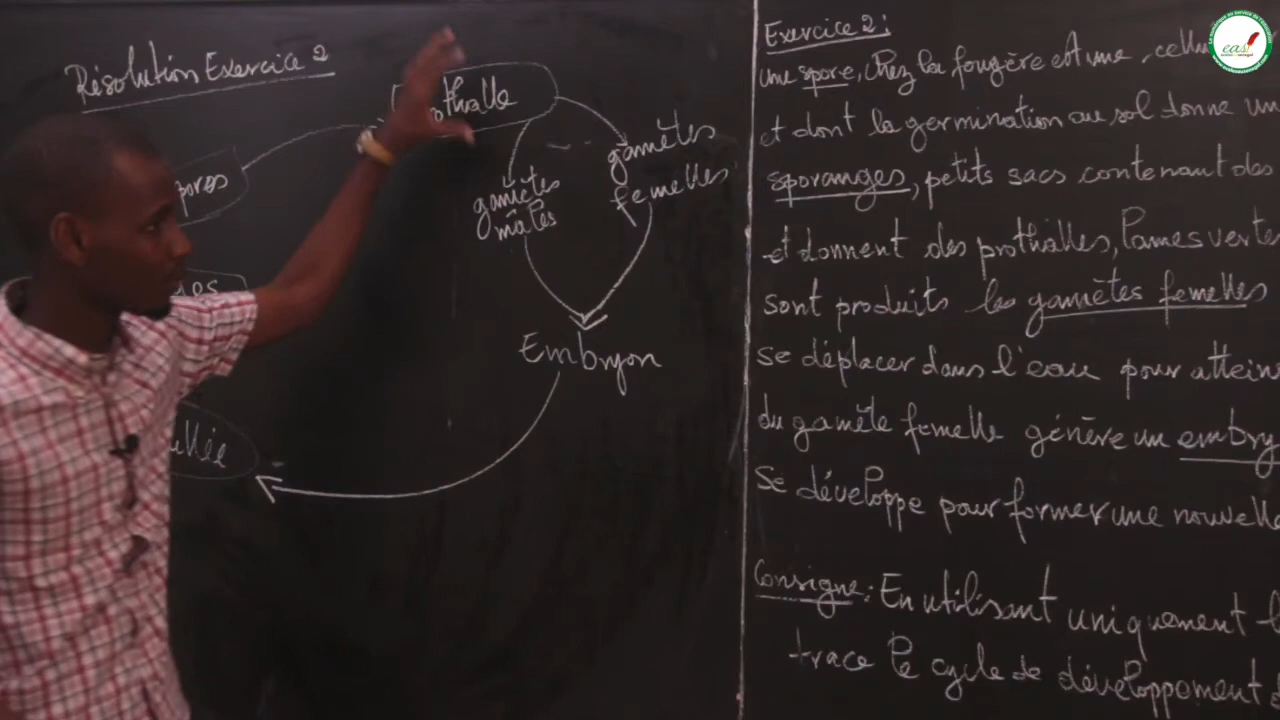 Résolution Exercice 2
Prothalle
spores
gamètes
mâles
gamètes
femelles
Embryon
Exercice 2:
une spore, chez la fougère est une cellu
et dont la germination au sol donne un
sporanges, petits sacs contenant des
et donnent des prothalles, lames vertes
sont produits les gamètes femelles
se déplacer dans l'eau pour attein
du gamète femelle génère un embry
se développe pour former une nouvelle
Consigne: En utilisant uniquement l
trace le cycle de développement d
eas